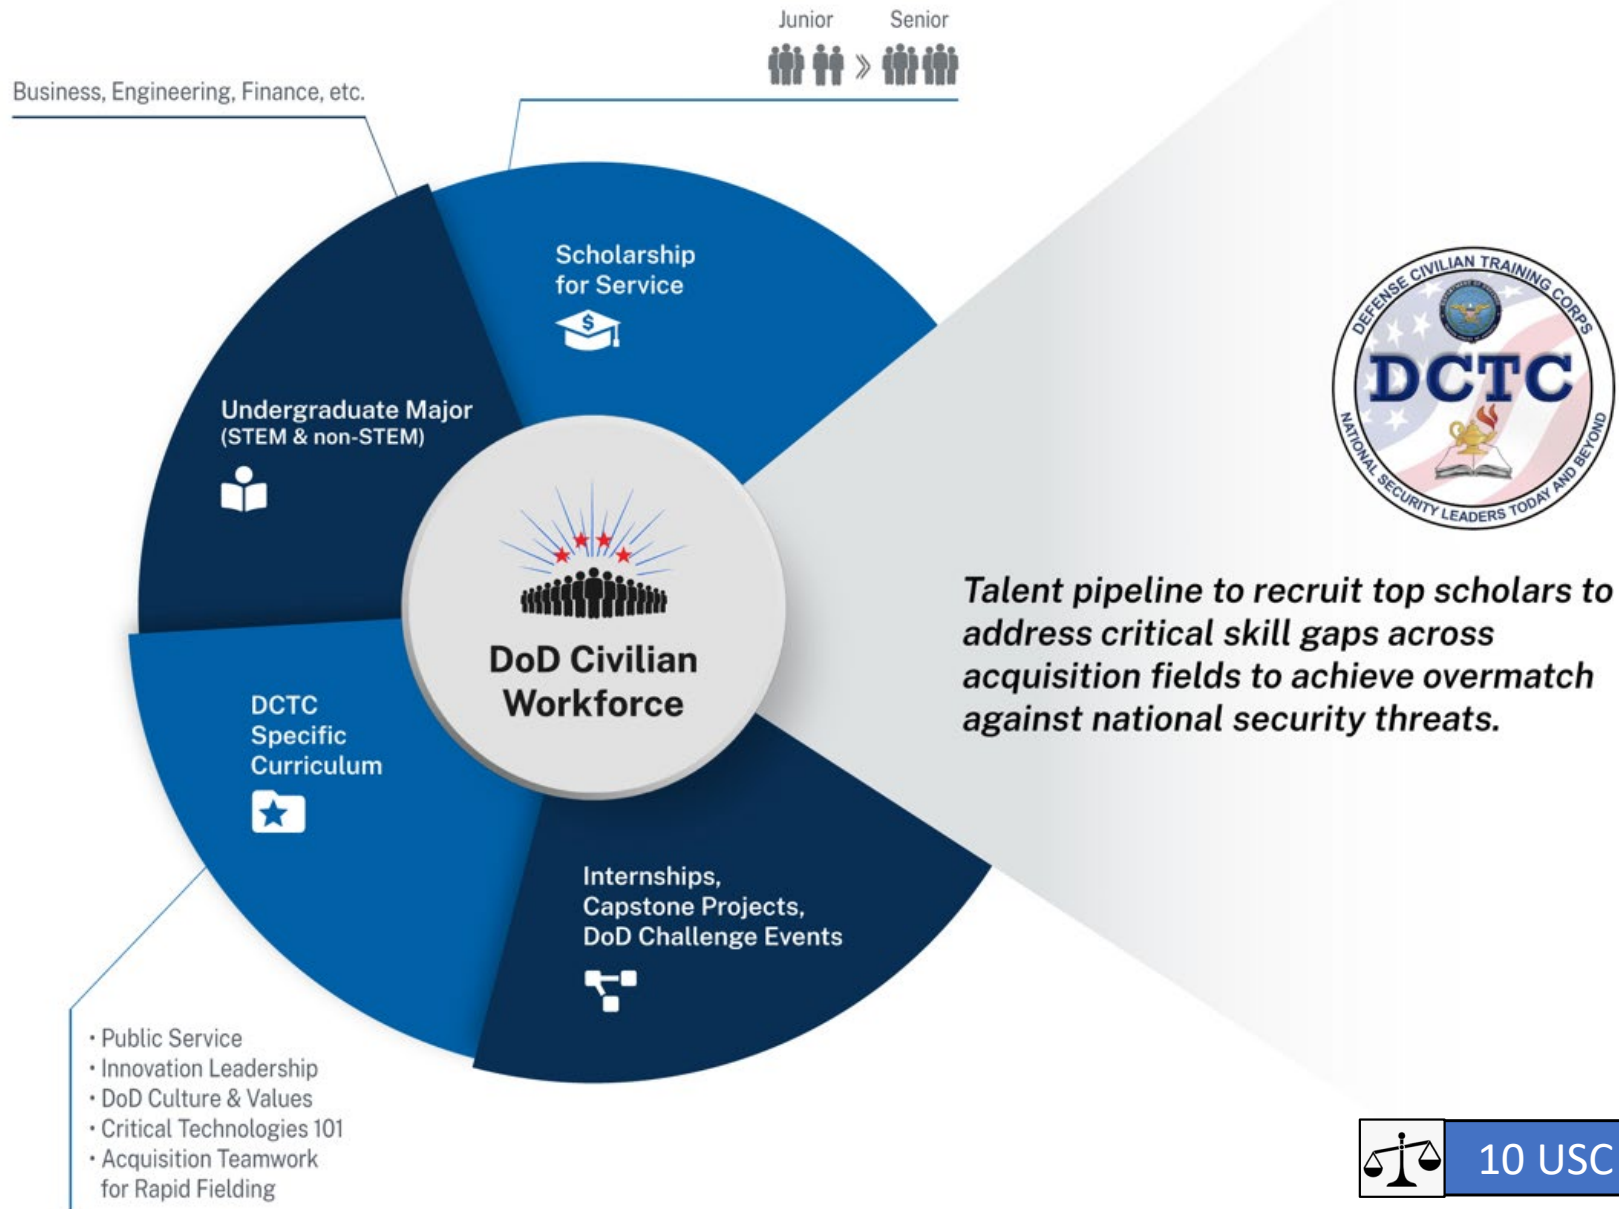 Junior
Senior
Business, Engineering, Finance, etc.
Scholarship
for Service
$
Undergraduate Major
(STEM & non-STEM)
DoD Civilian
Workforce
DCTC
Specific
Curriculum
Internships,
Capstone Projects,
DoD Challenge Events
• Public Service
• Innovation Leadership
• DoD Culture & Values
• Critical Technologies 101
• Acquisition Teamwork
for Rapid Fielding
DEFENSE CIVILIAN TRAINING CORPS
DCTC
NATIONAL SECURITY LEADERS TODAY AND BEYOND
Talent pipeline to recruit top scholars to
address critical skill gaps across
acquisition fields to achieve overmatch
against national security threats.
10 USC